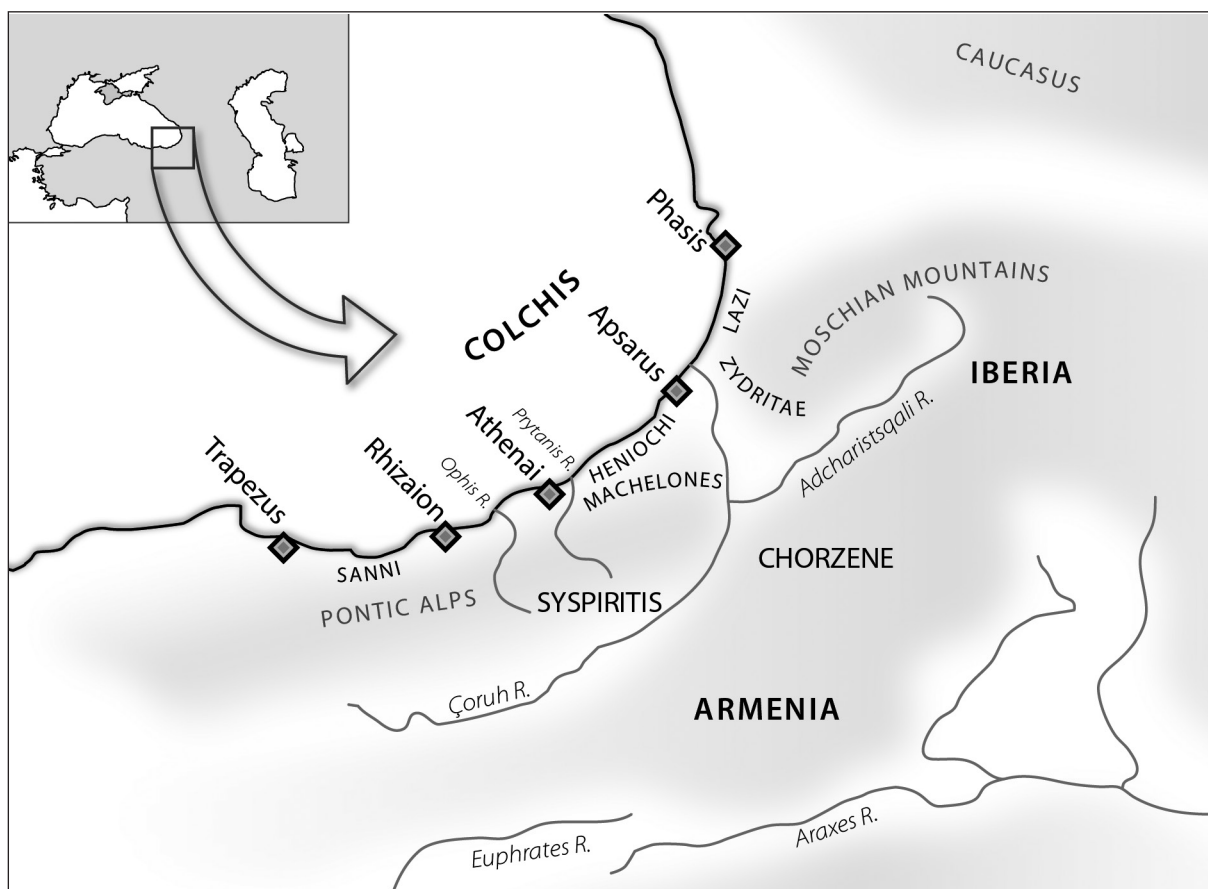 CAUCASUS
Phasis
MOSCHIAN MOUNTAINS
COLCHIS
LAZI
Apsarus
ZYDRITAE
IBERIA
Prytanis R.
Athenai
HENIOCHI
Adcharistsqali R.
Ophis R.
MACHELONES
Rhizaion
Trapezus
SANNI
CHORZENE
PONTIC ALPS
SYSPIRITIS
Çoruh R.
ARMENIA
Araxes R.
Euphrates R.